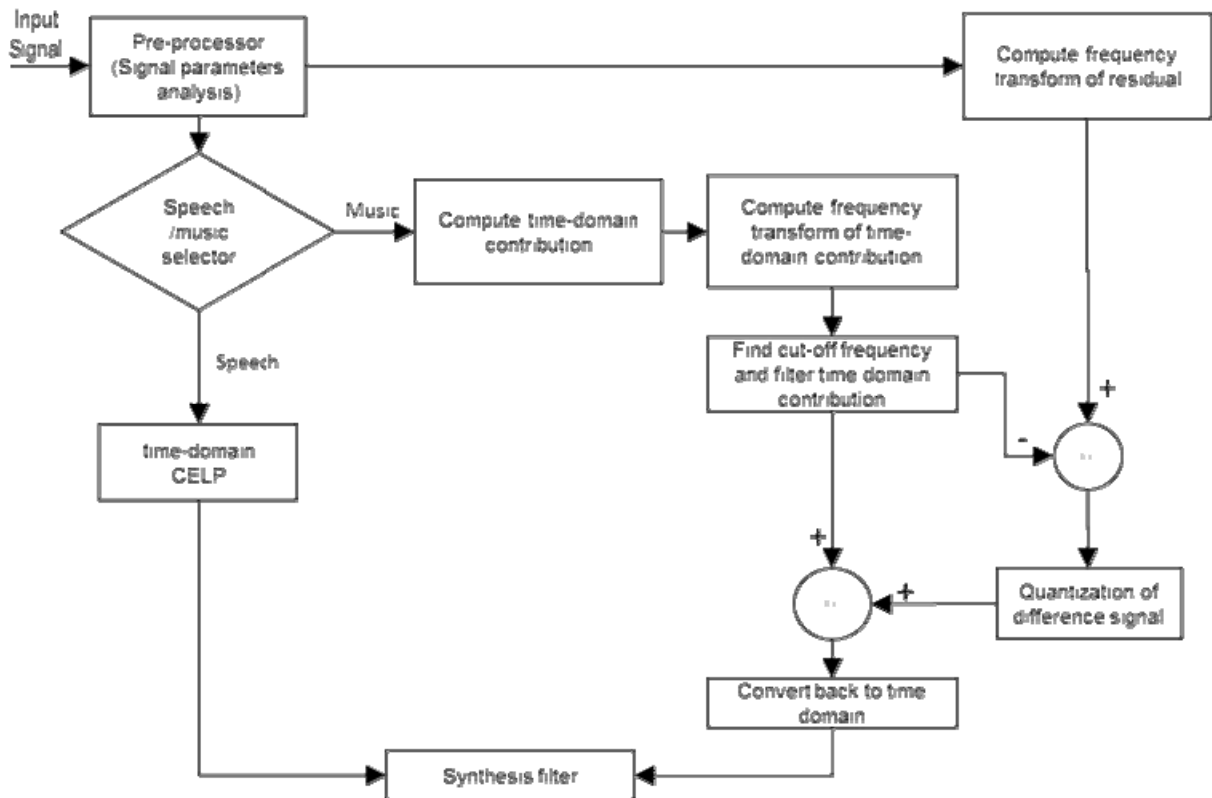 Input
Signal
Pre-processor
(Signal parameters
analysis)
Compute frequency
transform of residual
Speech
/music
selector
Music
Compute time-domain
contribution
Compute frequency
transform of time-
domain contribution
Speech
Find cut-off frequency
and filter time domain
contribution
+
-
time-domain
CELP
+
+
Quantization of
difference signal
Convert back to time
domain
Synthesis filter